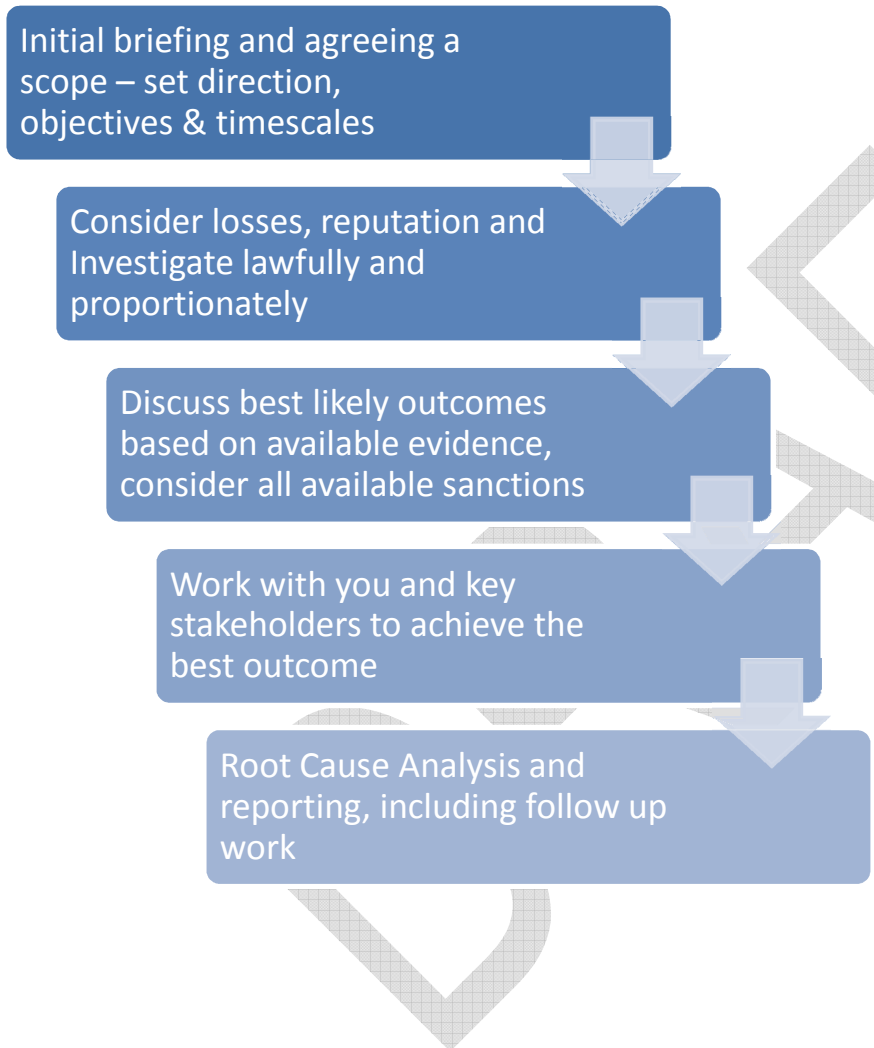 Initial briefing and agreeing a
scope – set direction,
objectives & timescales
Consider losses, reputation and
Investigate lawfully and
proportionately
Discuss best likely outcomes
based on available evidence,
consider all available sanctions
Work with you and key
stakeholders to achieve the
best outcome
Root Cause Analysis and
reporting, including follow up
work